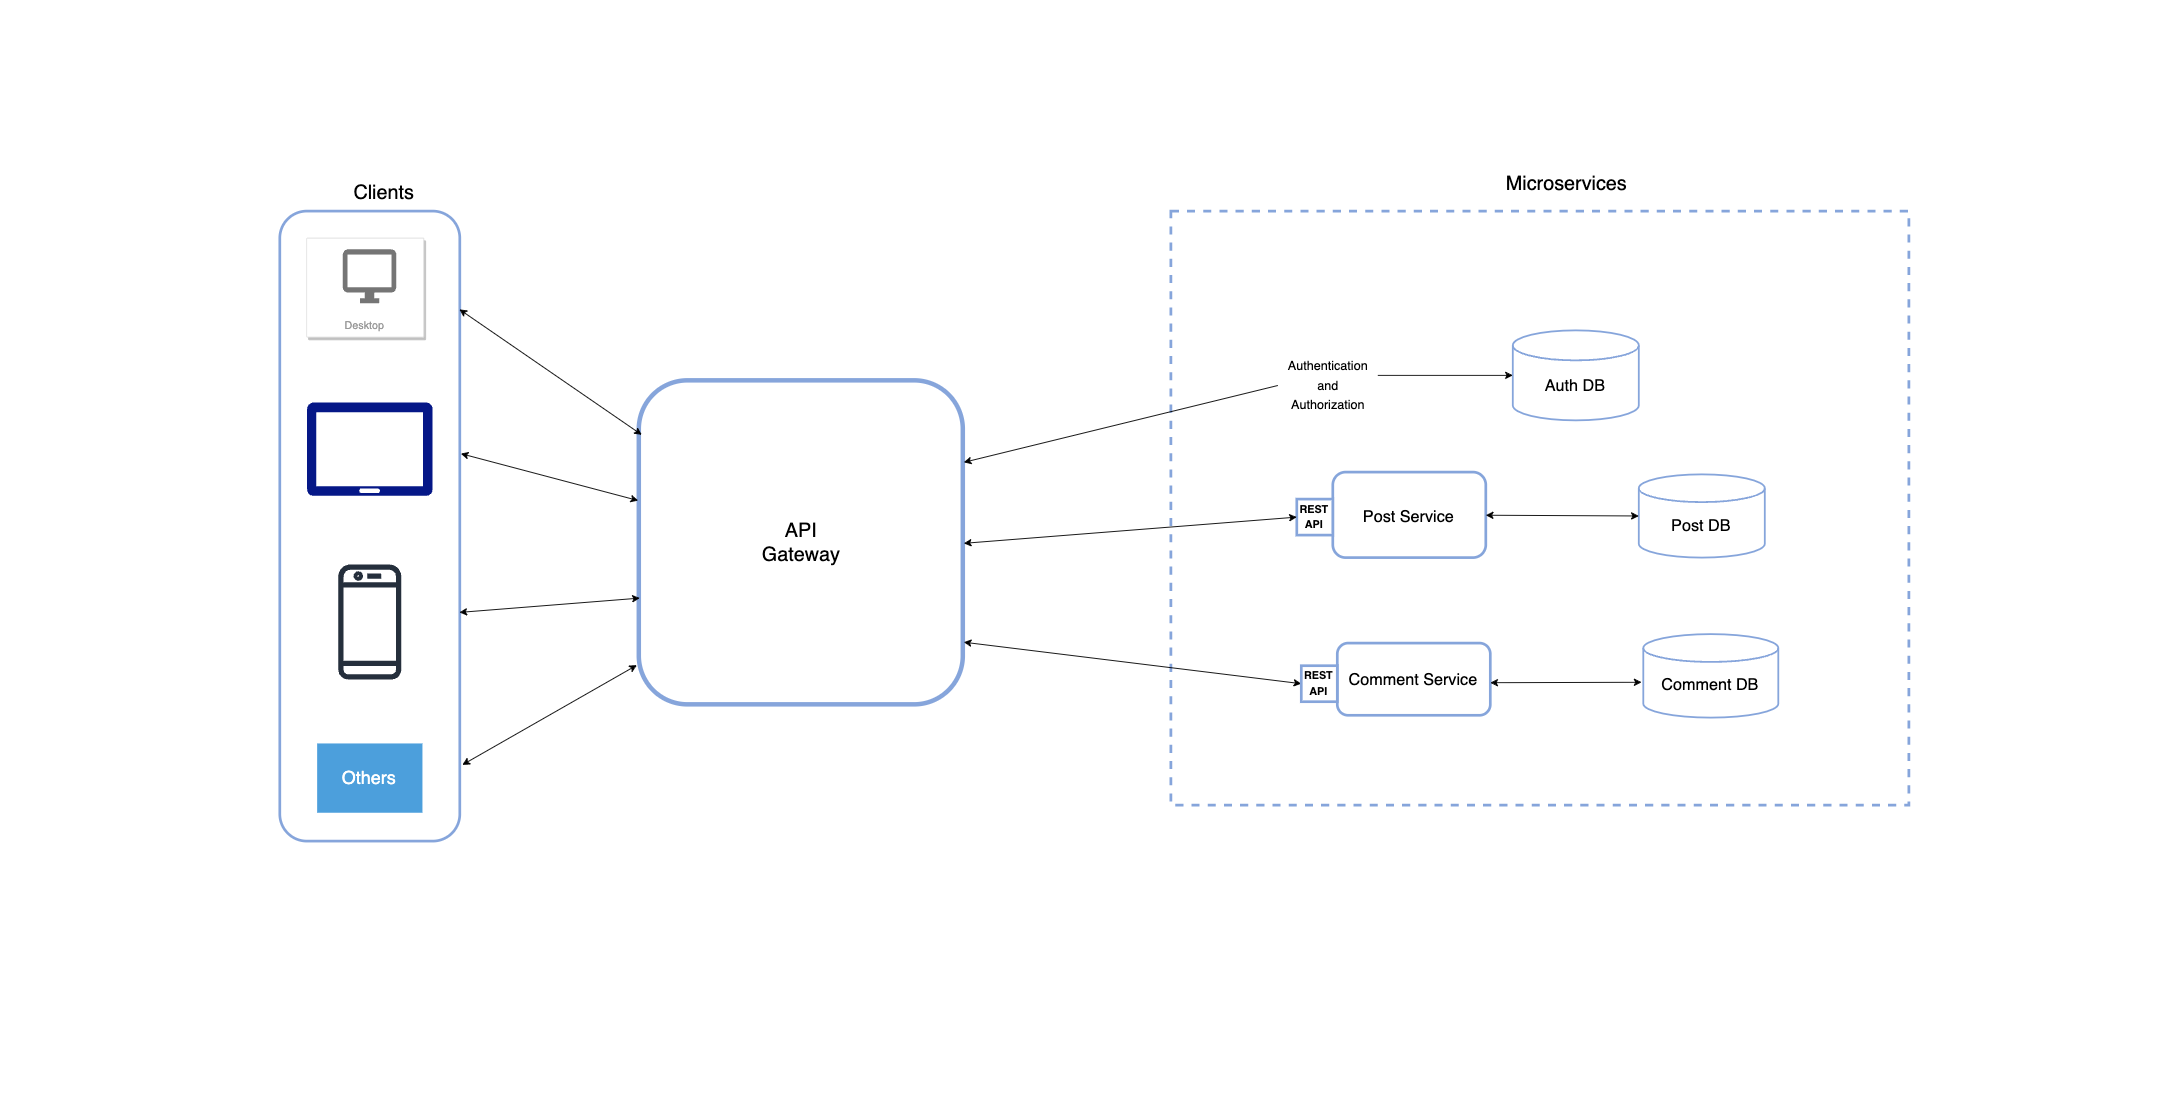 Clients
Desktop
Others
API
Gateway
Microservices
Authentication
and
Authorization
Auth DB
REST
API
Post Service
Post DB
REST
API
Comment Service
Comment DB